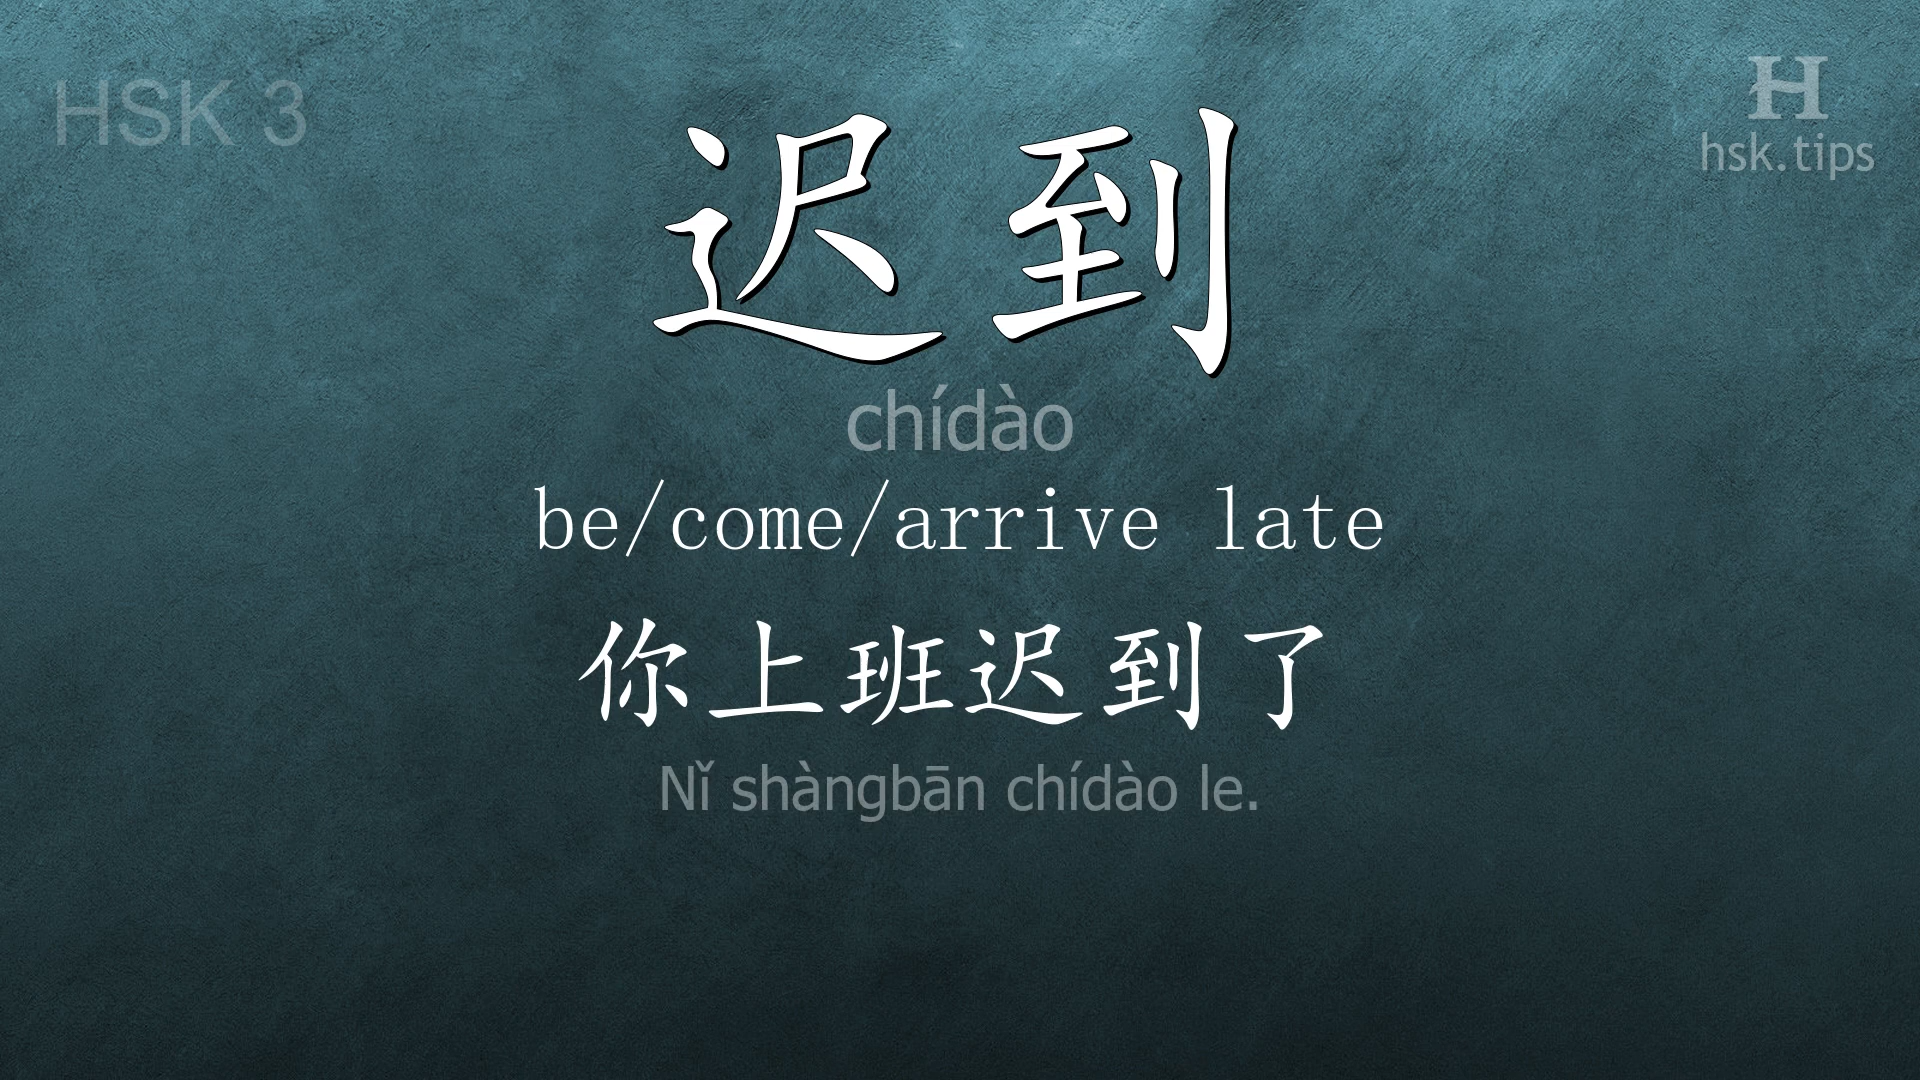 HSK 3
H
hsk.tips
迟到
chídào
be/come/arrive late
你上班迟到了
Nǐ shàngbān chídào le.